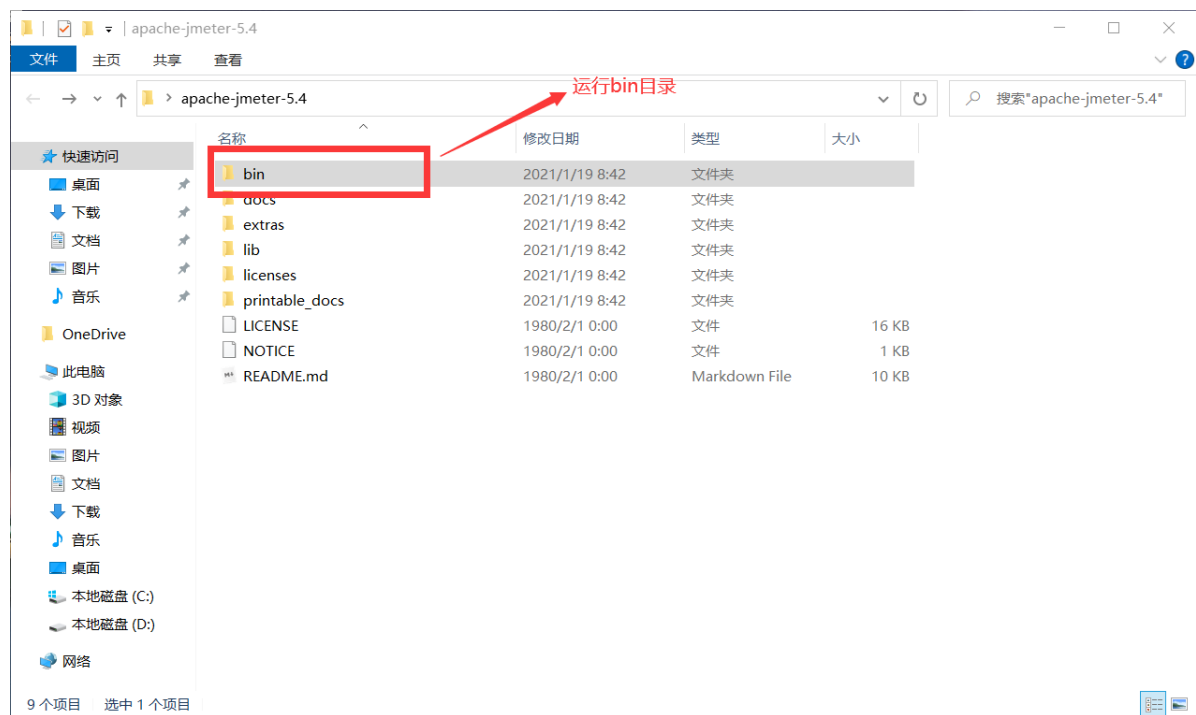 apache-jmeter-5.4
文件 主页 共享 查看
运行bin目录
apache-jmeter-5.4
搜索"apache-jmeter-5.4"
名称 修改日期 类型 大小
快速访问
桌面
下载
文档
图片
音乐
OneDrive
此电脑
3D 对象
视频
图片
文档
下载
音乐
桌面
本地磁盘 (C:)
本地磁盘 (D:)
网络
bin 2021/1/19 8:42 文件夹
docs 2021/1/19 8:42 文件夹
extras 2021/1/19 8:42 文件夹
lib 2021/1/19 8:42 文件夹
licenses 2021/1/19 8:42 文件夹
printable_docs 2021/1/19 8:42 文件夹
LICENSE 1980/2/1 0:00 文件 16 KB
NOTICE 1980/2/1 0:00 文件 1 KB
README.md 1980/2/1 0:00 Markdown File 10 KB
9 个项目 选中 1 个项目